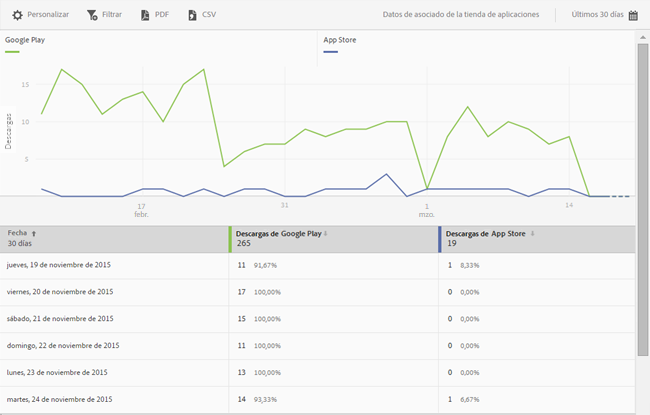 Personalizar Filtrar PDF CSV Datos de asociado de la tienda de aplicaciones Últimos 30 días
Google Play App Store
Descargas
15
10
5
17 31 1 14
febr. mzo.
Fecha Descargas de Google Play Descargas de App Store
30 días 265 19
jueves, 19 de noviembre de 2015 11 91,67% 1 8,33%
viernes, 20 de noviembre de 2015 17 100,00% 0 0,00%
sábado, 21 de noviembre de 2015 15 100,00% 0 0,00%
domingo, 22 de noviembre de 2015 11 100,00% 0 0,00%
lunes, 23 de noviembre de 2015 13 100,00% 0 0,00%
martes, 24 de noviembre de 2015 14 93,33% 1 6,67%